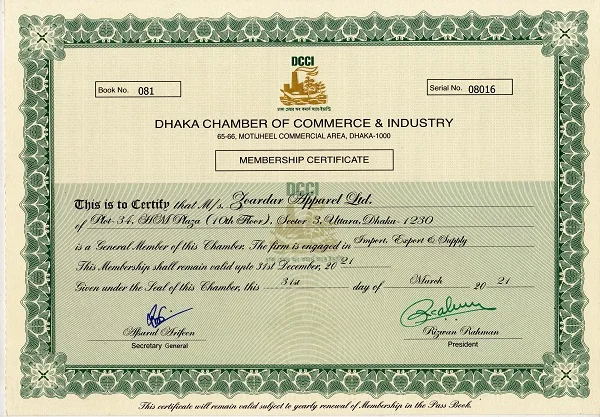 DCCI
ঢাকা চেম্বার অব কমার্স অ্যান্ড ইন্ডাস্ট্রি
Book No. 081
Serial No. 08016
DHAKA CHAMBER OF COMMERCE & INDUSTRY
65-66, MOTIJHEEL COMMERCIAL AREA, DHAKA-1000
MEMBERSHIP CERTIFICATE
DCCI
This is to Certify that M/s. Zoardar Apparel Ltd.
of Plot-34, HM Plaza (10th Floor), Sector 3, Uttara, Dhaka-1230
is a General Member of this Chamber. The firm is engaged in Import, Export & Supply
This Membership shall remain valid upto 31st December, 2021
Given under the Seal of this Chamber, this 31st day of March 2021
Afsarul Arifeen
Secretary General
Rizwan Rahman
President
This certificate will remain valid subject to yearly renewal of Membership in the Pass Book.